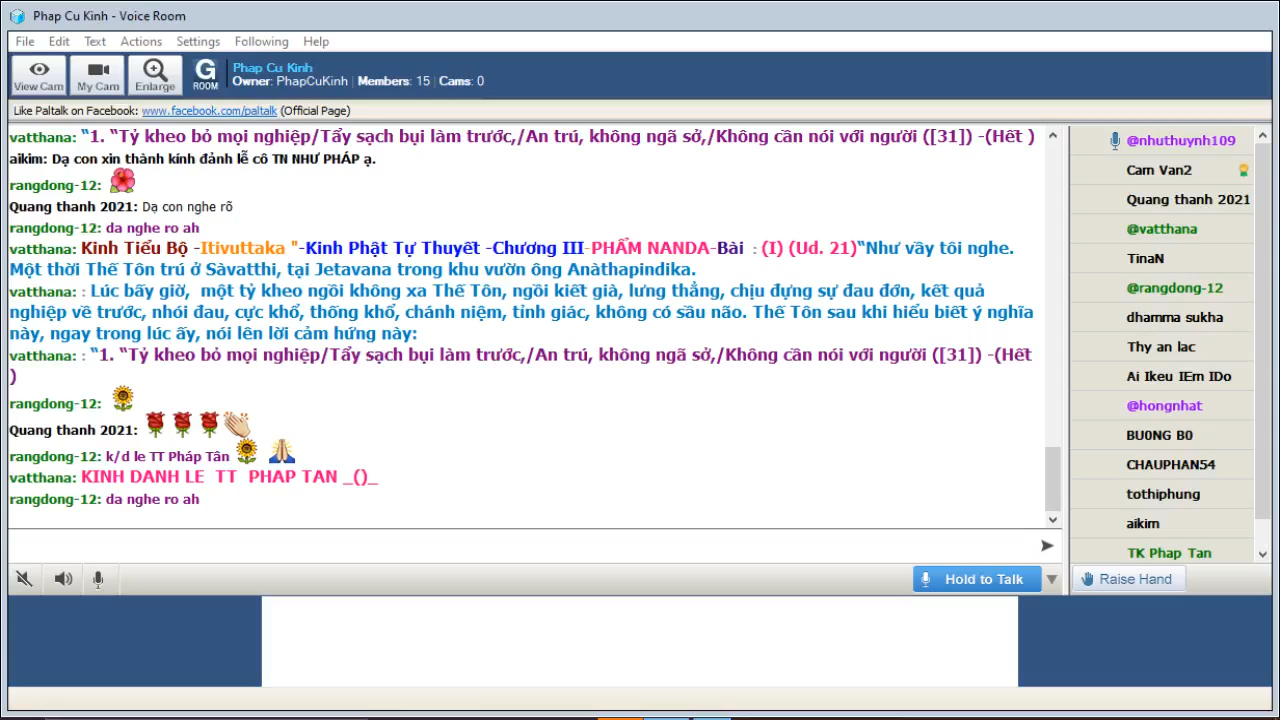 Phap Cu Kinh - Voice Room
File Edit Text Actions Settings Following Help
View Cam My Cam Enlarge G ROOM
Phap Cu Kinh
Owner: PhapCuKinh | Members: 15 | Cams: 0
Like Paltalk on Facebook: www.facebook.com/paltalk (Official Page)
vatthana: “1. “Tỷ kheo bỏ mọi nghiệp/Tẩy sạch bụi làm trước,/An trú, không ngã sở,/Không cần nói với người ([31]) -(Hết )
aikim: Dạ con xin thành kính đảnh lễ cô TN NHƯ PHÁP ạ.
rangdong-12:
Quang thanh 2021: Dạ con nghe rõ
rangdong-12: da nghe ro ah
vatthana: Kinh Tiểu Bộ -Itivuttaka "-Kinh Phật Tự Thuyết -Chương III-PHẨM NANDA-Bài : (I) (Ud. 21)“Như vầy tôi nghe.
Một thời Thế Tôn trú ở Sàvatthi, tại Jetavana trong khu vườn ông Anàthapindika.
vatthana: : Lúc bấy giờ, một tỷ kheo ngồi không xa Thế Tôn, ngồi kiết già, lưng thẳng, chịu đựng sự đau đớn, kết quả
nghiệp về trước, nhói đau, cực khổ, thống khổ, chánh niệm, tỉnh giác, không có sầu não. Thế Tôn sau khi hiểu biết ý nghĩa
này, ngay trong lúc ấy, nói lên lời cảm hứng này:
vatthana: : “1. “Tỷ kheo bỏ mọi nghiệp/Tẩy sạch bụi làm trước,/An trú, không ngã sở,/Không cần nói với người ([31]) -(Hết
)
rangdong-12:
Quang thanh 2021:
rangdong-12: k/d le TT Pháp Tân
vatthana: KINH DANH LE TT PHAP TAN _()_
rangdong-12: da nghe ro ah
Hold to Talk
@nhuthuynh109
Cam Van2
Quang thanh 2021
@vatthana
TinaN
@rangdong-12
dhamma sukha
Thy an lac
Ai Ikeu IEm IDo
@hongnhat
BU0NG B0
CHAUPHAN54
tothiphung
aikim
TK Phap Tan
Raise Hand